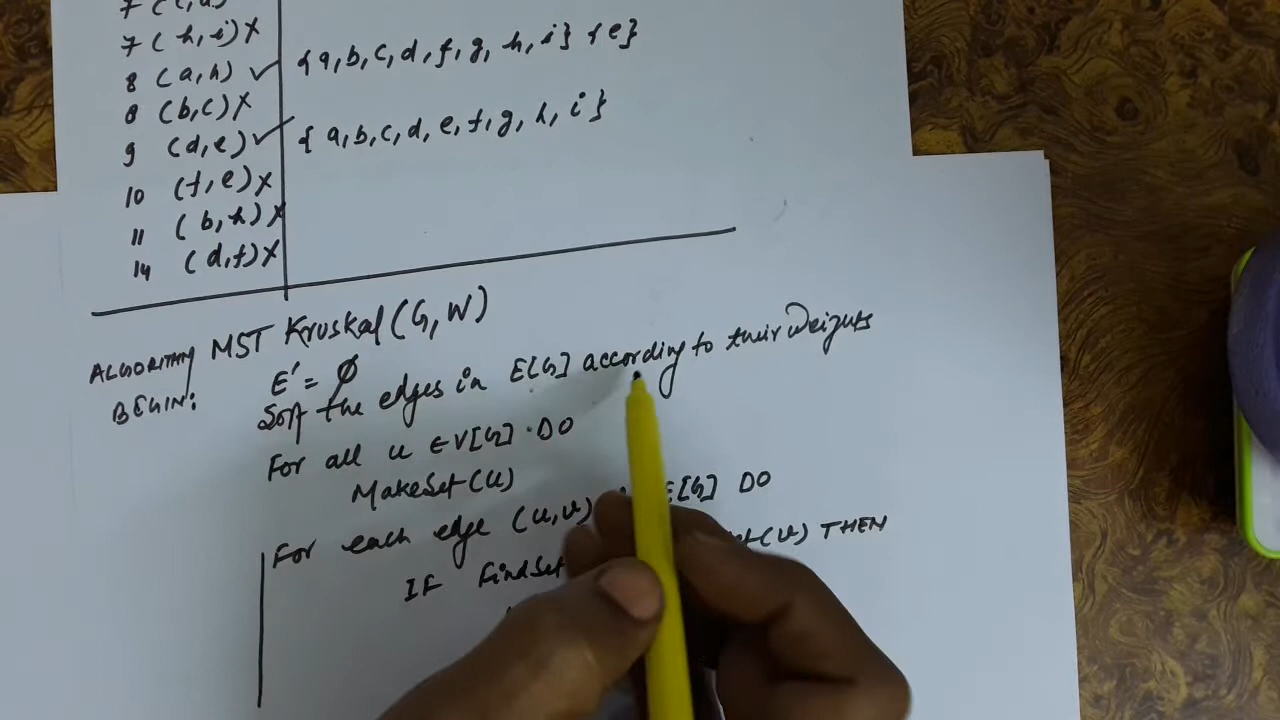 7 (h,i) X
{a,b,c,d,f,g,h,i} {e}
8 (a,h) ✓
8 (b,c) X
{a,b,c,d,e,f,g,h,i}
9 (d,e) ✓
10 (f,e) X
11 (b,h) X
14 (d,f) X
ALGORITHM MST Kruskal (G,W)
BEGIN: E' = ∅
Sort the edges in E[G] according to their weights
For all u ∈ V[G] DO
MakeSet(u)
For each edge (u,v) E[G] DO
IF FindSet (v) THEN